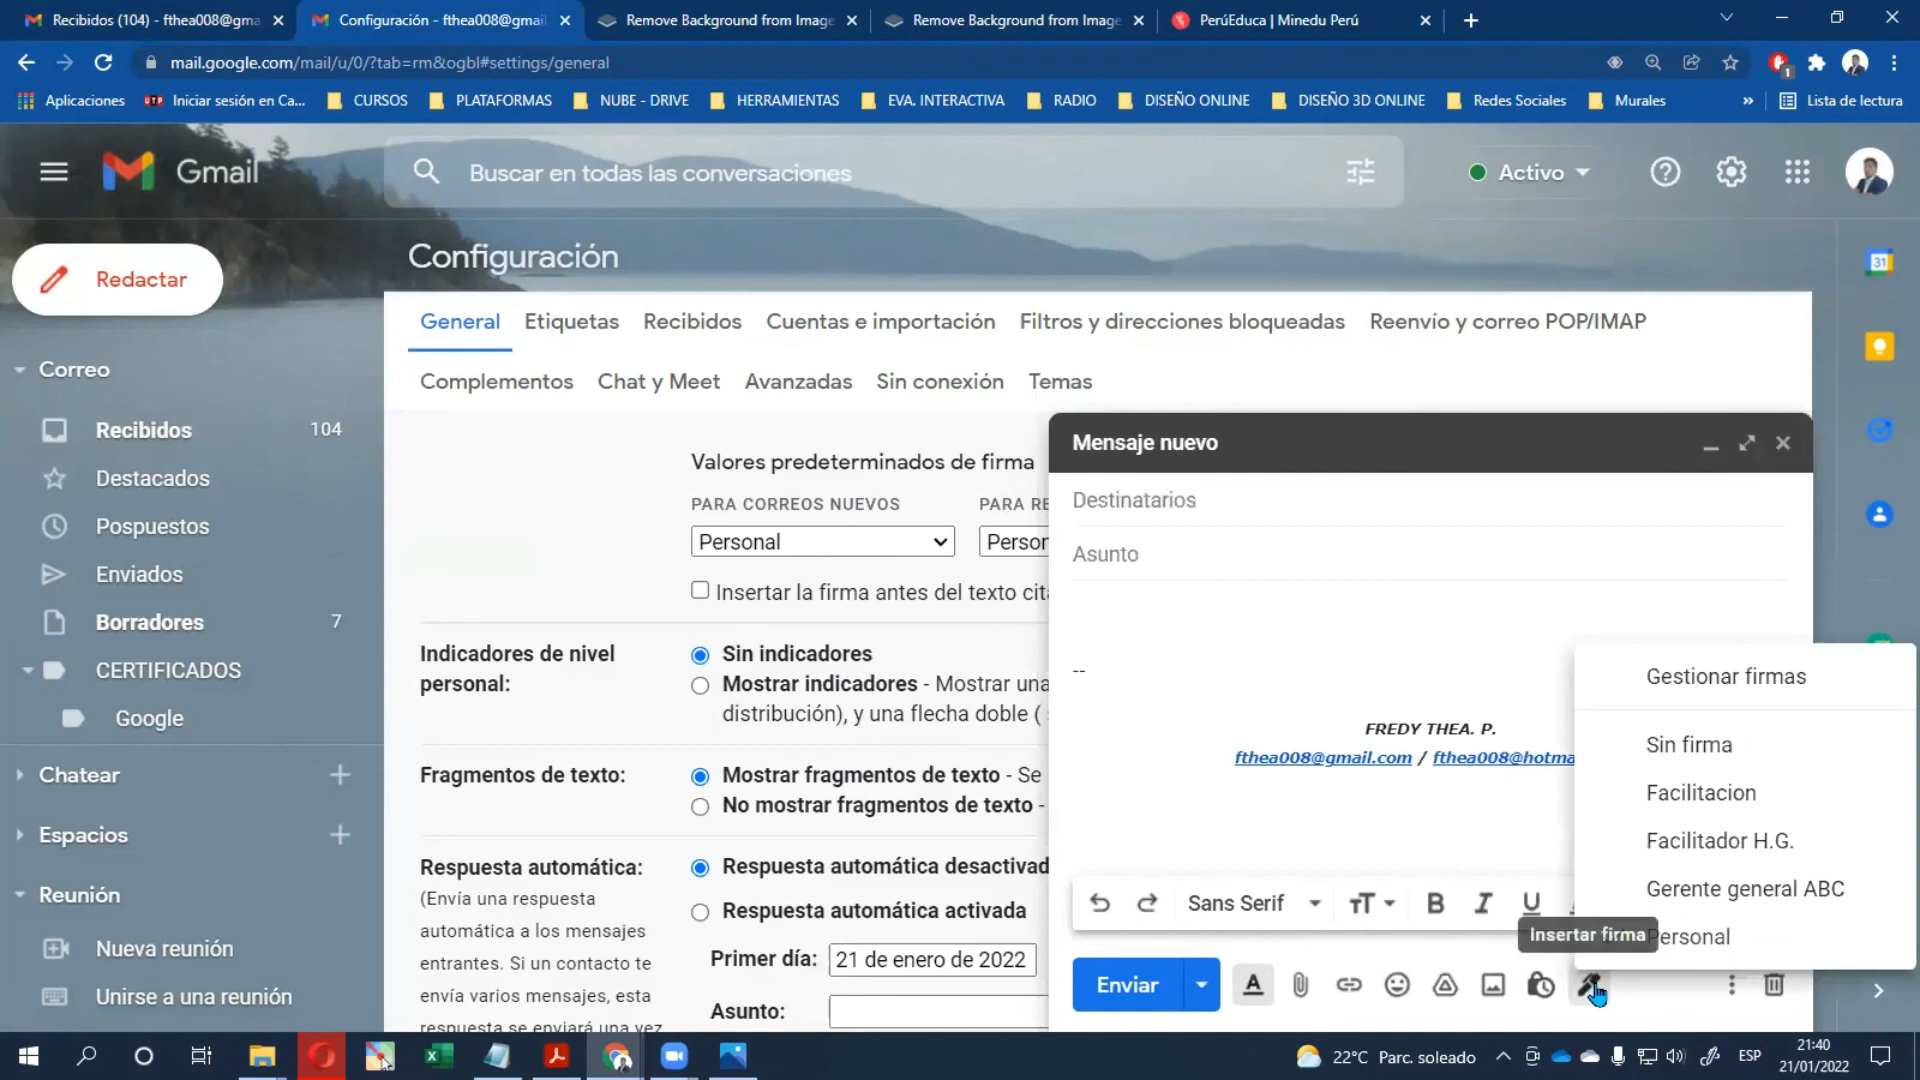 Recibidos (104) - fthea008@gma
Configuración - fthea008@gmail
Remove Background from Image
Remove Background from Image
PerúEduca | Minedu Perú
mail.google.com/mail/u/0/?tab=rm&ogbl#settings/general
1
Aplicaciones
UTP
Iniciar sesión en Ca...
CURSOS
PLATAFORMAS
NUBE - DRIVE
HERRAMIENTAS
EVA. INTERACTIVA
RADIO
DISEÑO ONLINE
DISEÑO 3D ONLINE
Redes Sociales
Murales
»
Lista de lectura
Gmail
Buscar en todas las conversaciones
Activo
Configuración
Redactar
31
General
Etiquetas
Recibidos
Cuentas e importación
Filtros y direcciones bloqueadas
Reenvío y correo POP/IMAP
Complementos
Chat y Meet
Avanzadas
Sin conexión
Temas
Correo
Recibidos 104
Destacados
Pospuestos
Enviados
Borradores 7
CERTIFICADOS
Google
Chatear
Espacios
Reunión
Nueva reunión
Unirse a una reunión
Valores predeterminados de firma
PARA CORREOS NUEVOS
PARA RE
Personal
Person
Insertar la firma antes del texto cita
Indicadores de nivel
personal:
Sin indicadores
Mostrar indicadores - Mostrar una
distribución), y una flecha doble (
Fragmentos de texto:
Mostrar fragmentos de texto - Se
No mostrar fragmentos de texto -
Respuesta automática:
(Envía una respuesta
automática a los mensajes
entrantes. Si un contacto te
envía varios mensajes, esta
respuesta se enviará una vez
Respuesta automática desactivad
Respuesta automática activada
Primer día: 21 de enero de 2022
Asunto:
Mensaje nuevo
Destinatarios
Asunto
--
FREDY THEA. P.
fthea008@gmail.com / fthea008@hotma
Sans Serif
B I U
Enviar
Gestionar firmas
Sin firma
Facilitacion
Facilitador H.G.
Gerente general ABC
Personal
Insertar firma
22°C Parc. soleado
ESP
21:40
21/01/2022